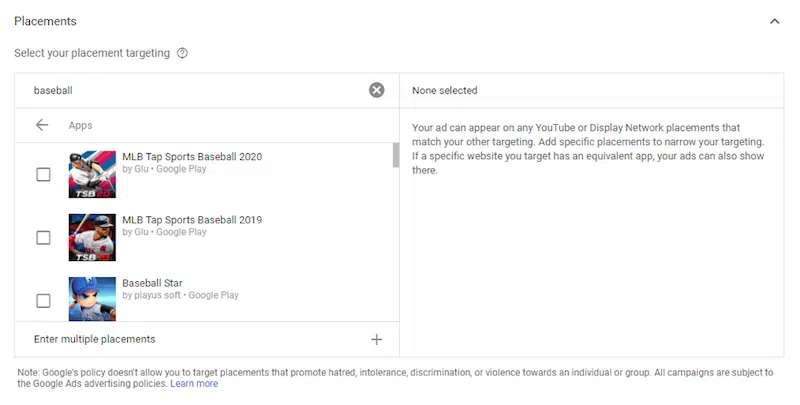 Placements
Select your placement targeting ?
baseball
None selected
Apps
Your ad can appear on any YouTube or Display Network placements that
match your other targeting. Add specific placements to narrow your targeting.
If a specific website you target has an equivalent app, your ads can also show
there.
MLB Tap Sports Baseball 2020
by Glu • Google Play
TSB20
MLB Tap Sports Baseball 2019
by Glu • Google Play
TSB
Baseball Star
by playus soft • Google Play
Enter multiple placements
Note: Google's policy doesn't allow you to target placements that promote hatred, intolerance, discrimination, or violence towards an individual or group. All campaigns are subject to
the Google Ads advertising policies. Learn more